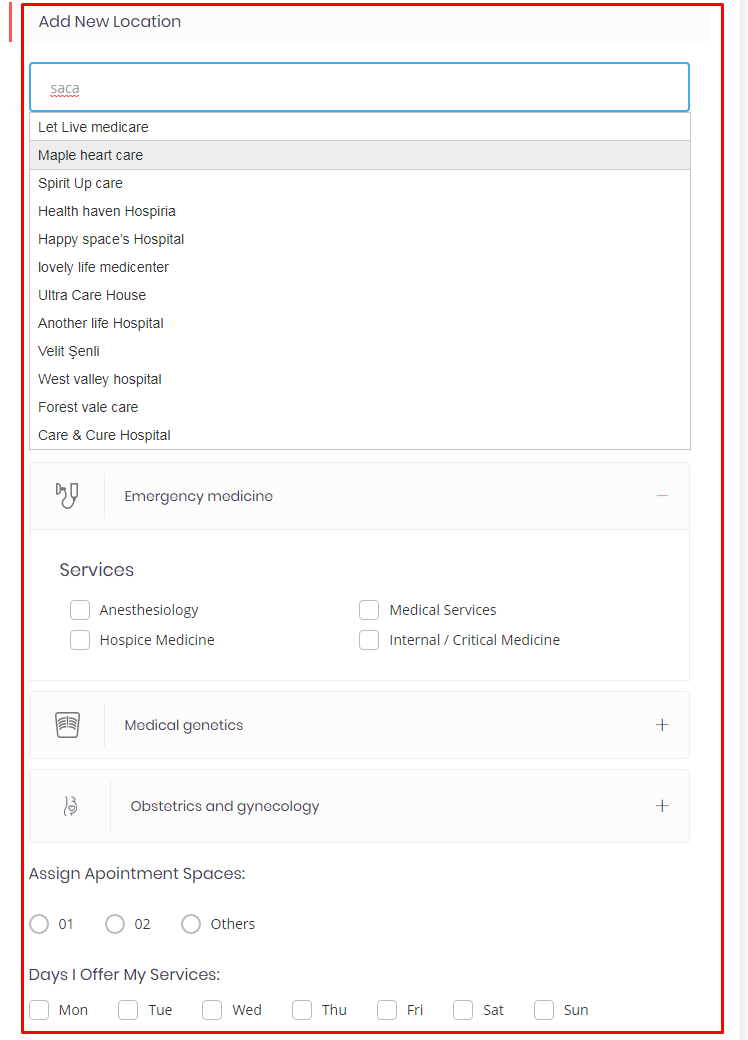 Add New Location
saca
Let Live medicare
Maple heart care
Spirit Up care
Health haven Hospiria
Happy space’s Hospital
lovely life medicenter
Ultra Care House
Another life Hospital
Velit Şenli
West valley hospital
Forest vale care
Care & Cure Hospital
Emergency medicine
Services
Anesthesiology Medical Services
Hospice Medicine Internal / Critical Medicine
Medical genetics
Obstetrics and gynecology
Assign Apointment Spaces:
01 02 Others
Days I Offer My Services:
Mon Tue Wed Thu Fri Sat Sun